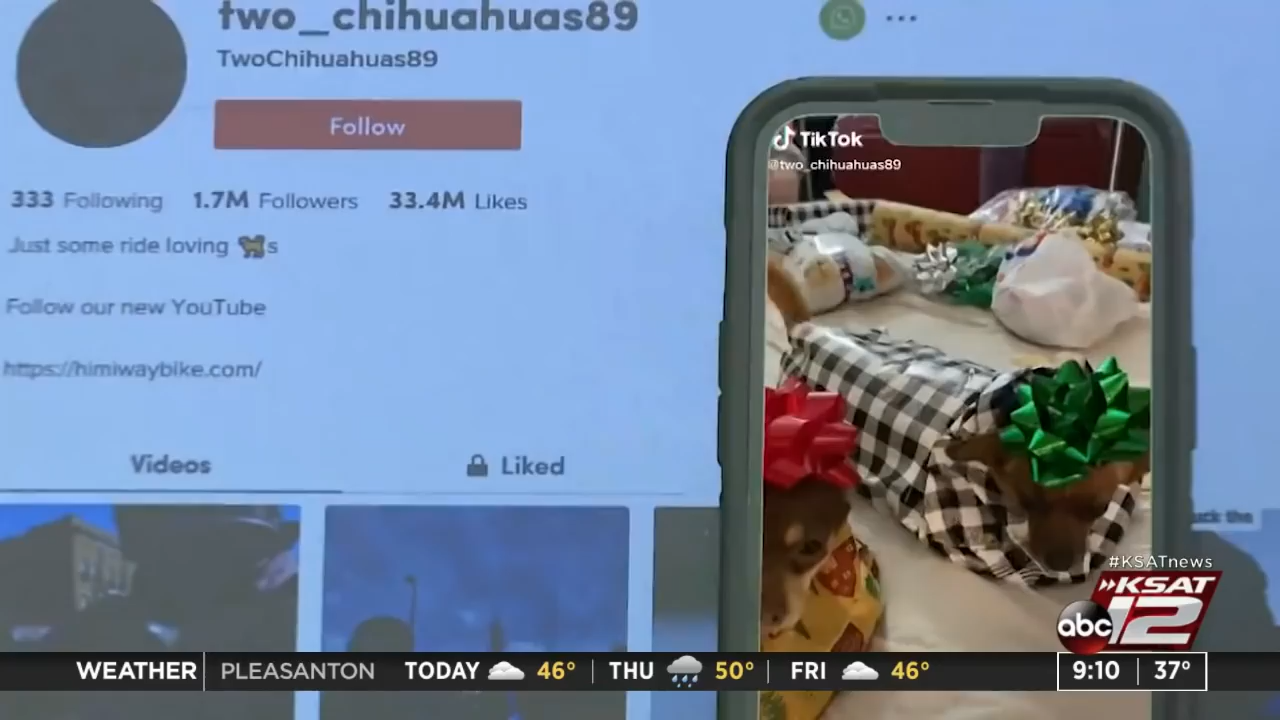 two_chihuahuas89
TwoChihuahuas89
Follow
333 Following 1.7M Followers 33.4M Likes
Just some ride loving 🐕s
Follow our new YouTube
https://himiwaybike.com/
Videos
Liked
TikTok
@two_chihuahuas89
uck the
#KSATnews
KSAT
abc 12
WEATHER PLEASANTON TODAY 46° THU 50° FRI 46° 9:10 37°